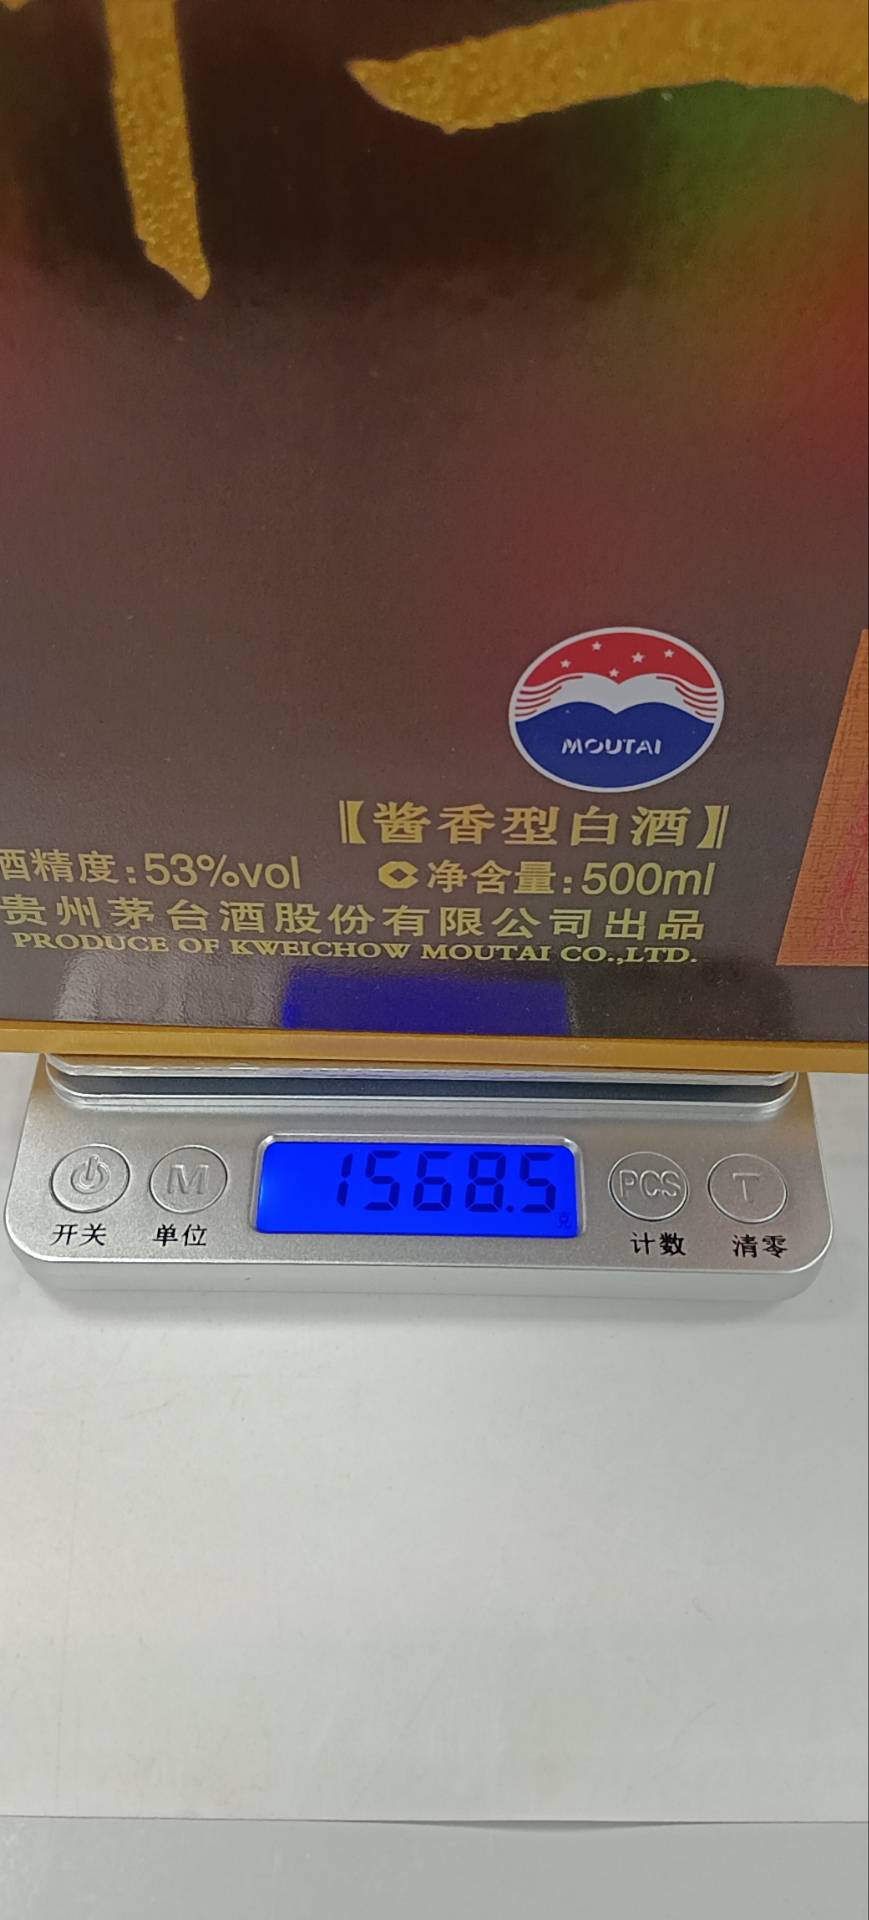 MOUTAI
【酱香型白酒】
酒精度:53%vol 净含量:500ml
贵州茅台酒股份有限公司出品
PRODUCE OF KWEICHOW MOUTAI CO.,LTD.
M 1568.5 克 PCS T
开关 单位 计数 清零